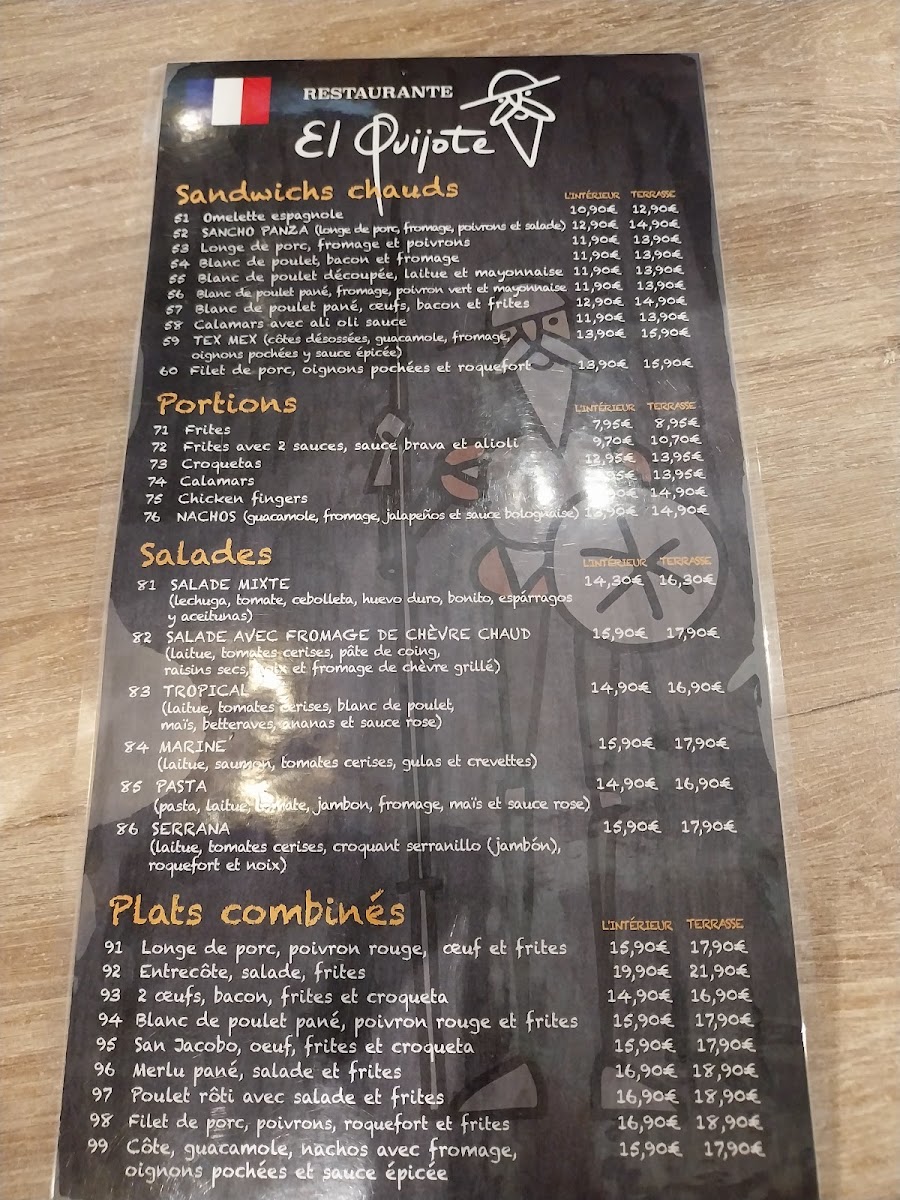 RESTAURANTE
El Quijote
Sandwichs chauds L'INTÉRIEUR TERRASSE
51 Omelette espagnole 10,90€ 12,90€
52 SANCHO PANZA (longe de porc, fromage, poivrons et salade) 12,90€ 14,90€
53 Longe de porc, fromage et poivrons 11,90€ 13,90€
54 Blanc de poulet, bacon et fromage 11,90€ 13,90€
55 Blanc de poulet découpée, laitue et mayonnaise 11,90€ 13,90€
56 Blanc de poulet pané, fromage, poivron vert et mayonnaise 11,90€ 13,90€
57 Blanc de poulet pané, œufs, bacon et frites 12,90€ 14,90€
58 Calamars avec ali oli sauce 11,90€ 13,90€
59 TEX MEX (côtes désossées, guacamole, fromage, 13,90€ 15,90€
oignons pochées y sauce épicée)
60 Filet de porc, oignons pochées et roquefort 13,90€ 15,90€
Portions L'INTÉRIEUR TERRASSE
71 Frites 7,95€ 8,95€
72 Frites avec 2 sauces, sauce brava et alioli 9,70€ 10,70€
73 Croquetas 12,95€ 13,95€
74 Calamars 13,95€
75 Chicken fingers 14,90€
76 NACHOS (guacamole, fromage, jalapeños et sauce bolognaise) 13,90€ 14,90€
Salades L'INTÉRIEUR TERRASSE
81 SALADE MIXTE 14,30€ 16,30€
(lechuga, tomate, cebolleta, huevo duro, bonito, espárragos
y aceitunas)
82 SALADE AVEC FROMAGE DE CHÈVRE CHAUD 15,90€ 17,90€
(laitue, tomates cerises, pâte de coing,
raisins secs, noix et fromage de chèvre grillé)
83 TROPICAL 14,90€ 16,90€
(laitue, tomates cerises, blanc de poulet,
maïs, betteraves, ananas et sauce rose)
84 MARINE 15,90€ 17,90€
(laitue, saumon, tomates cerises, gulas et crevettes)
85 PASTA 14,90€ 16,90€
(pasta, laitue, tomate, jambon, fromage, maïs et sauce rose)
86 SERRANA 15,90€ 17,90€
(laitue, tomates cerises, croquant serranillo (jambón),
roquefort et noix)
Plats combinés L'INTÉRIEUR TERRASSE
91 Longe de porc, poivron rouge, œuf et frites 15,90€ 17,90€
92 Entrecôte, salade, frites 19,90€ 21,90€
93 2 œufs, bacon, frites et croqueta 14,90€ 16,90€
94 Blanc de poulet pané, poivron rouge et frites 15,90€ 17,90€
95 San Jacobo, oeuf, frites et croqueta 15,90€ 17,90€
96 Merlu pané, salade et frites 16,90€ 18,90€
97 Poulet rôti avec salade et frites 16,90€ 18,90€
98 Filet de porc, poivrons, roquefort et frites 16,90€ 18,90€
99 Côte, guacamole, nachos avec fromage, 15,90€ 17,90€
oignons pochées et sauce épicée